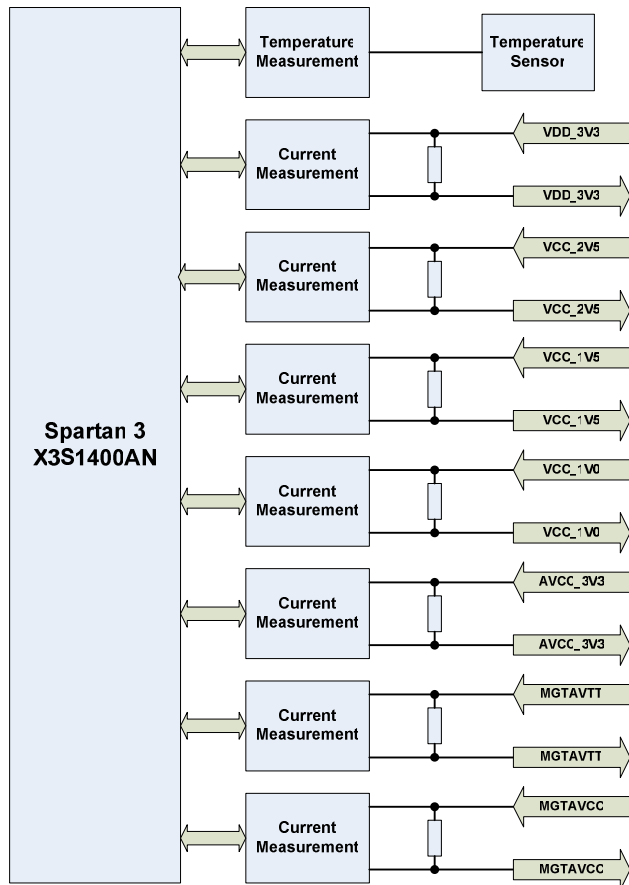 Temperature
Measurement
Temperature
Sensor
Current
Measurement
VDD_3V3
VDD_3V3
Current
Measurement
VCC_2V5
VCC_2V5
Current
Measurement
VCC_1V5
VCC_1V5
Spartan 3
X3S1400AN
Current
Measurement
VCC_1V0
VCC_1V0
Current
Measurement
AVCC_3V3
AVCC_3V3
Current
Measurement
MGTAVTT
MGTAVTT
Current
Measurement
MGTAVCC
MGTAVCC